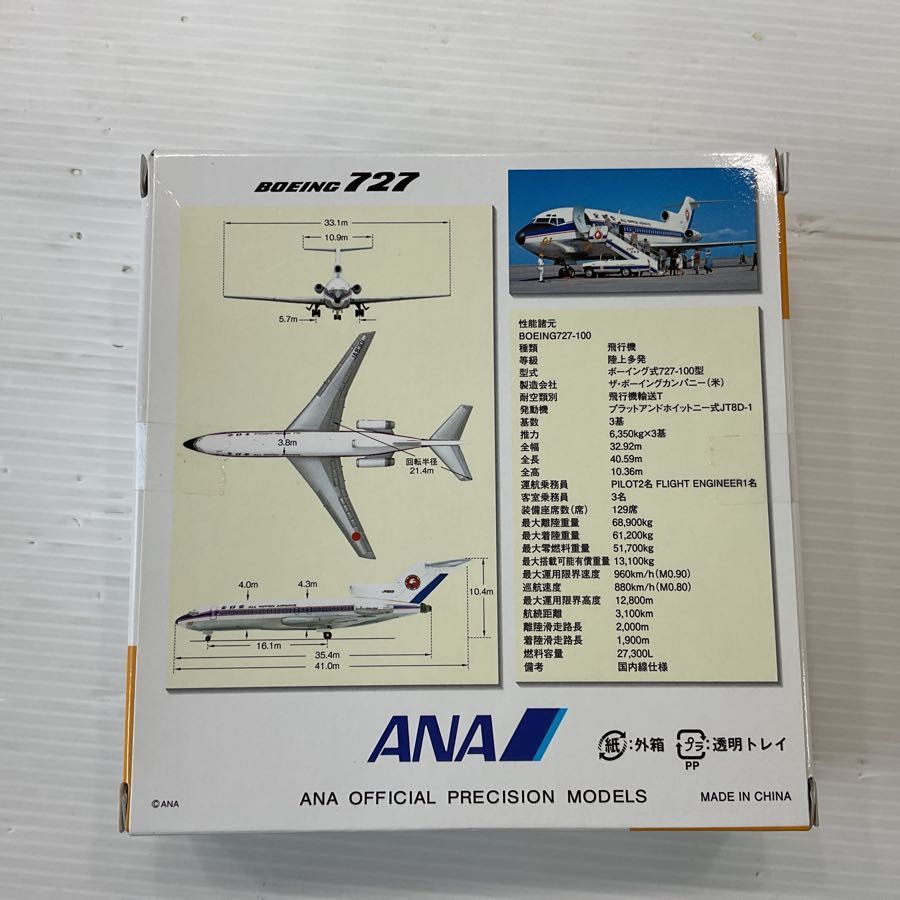 BOEING 727
33.1m
10.9m
5.7m
3.8m
回転半径
21.4m
4.0m
4.3m
10.4m
全日空 ALL NIPPON AIRWAYS
16.1m
35.4m
41.0m
性能諸元
BOEING727-100
種類 飛行機
等級 陸上多発
型式 ボーイング式727-100型
製造会社 ザ・ボーイングカンパニー(米)
耐空類別 飛行機輸送T
発動機 プラットアンドホイットニー式JT8D-1
基数 3基
推力 6,350kg×3基
全幅 32.92m
全長 40.59m
全高 10.36m
運航乗務員 PILOT2名 FLIGHT ENGINEER1名
客室乗務員 3名
装備座席数(席) 129席
最大離陸重量 68,900kg
最大着陸重量 61,200kg
最大零燃料重量 51,700kg
最大搭載可能有償重量 13,100kg
最大運用限界速度 960km/h(M0.90)
巡航速度 880km/h(M0.80)
最大運用限界高度 12,800m
航続距離 3,100km
離陸滑走路長 2,000m
着陸滑走路長 1,900m
燃料容量 27,300L
備考 国内線仕様
ANA
紙:外箱 プラ:透明トレイ
PP
©ANA
ANA OFFICIAL PRECISION MODELS
MADE IN CHINA